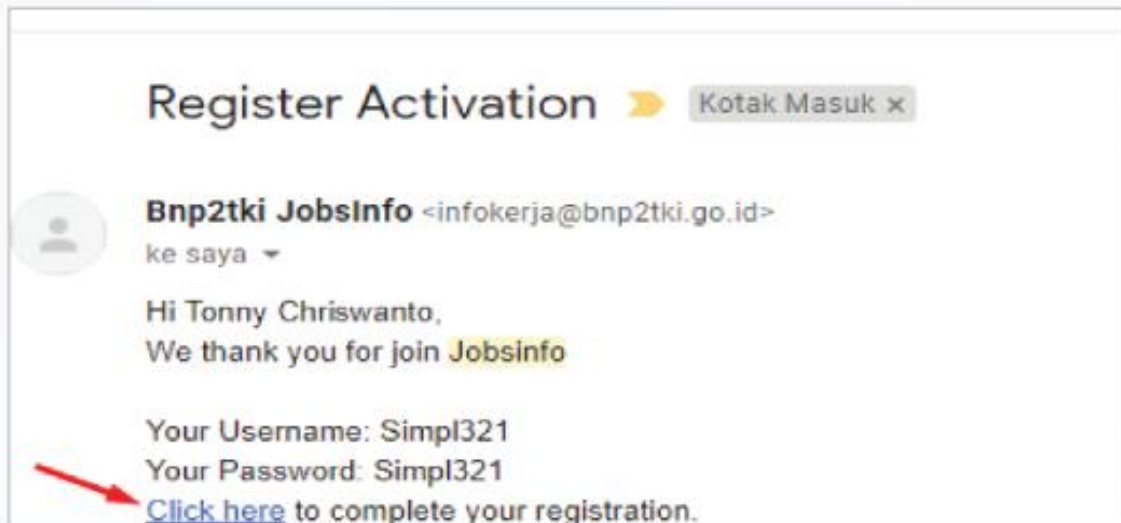 Register Activation Kotak Masuk x
Bnp2tki JobsInfo <infokerja@bnp2tki.go.id>
ke saya
Hi Tonny Chriswanto,
We thank you for join Jobsinfo
Your Username: Simpl321
Your Password: Simpl321
Click here to complete your registration.